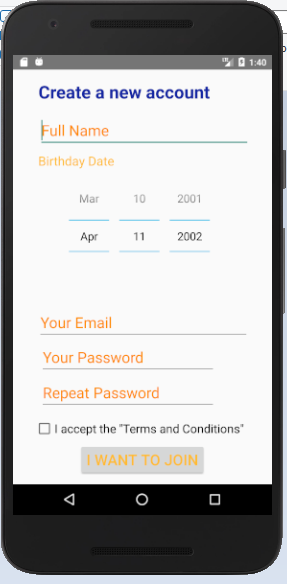 1:40
Create a new account
Full Name
Birthday Date
Mar 10 2001
Apr 11 2002
Your Email
Your Password
Repeat Password
I accept the "Terms and Conditions"
I WANT TO JOIN